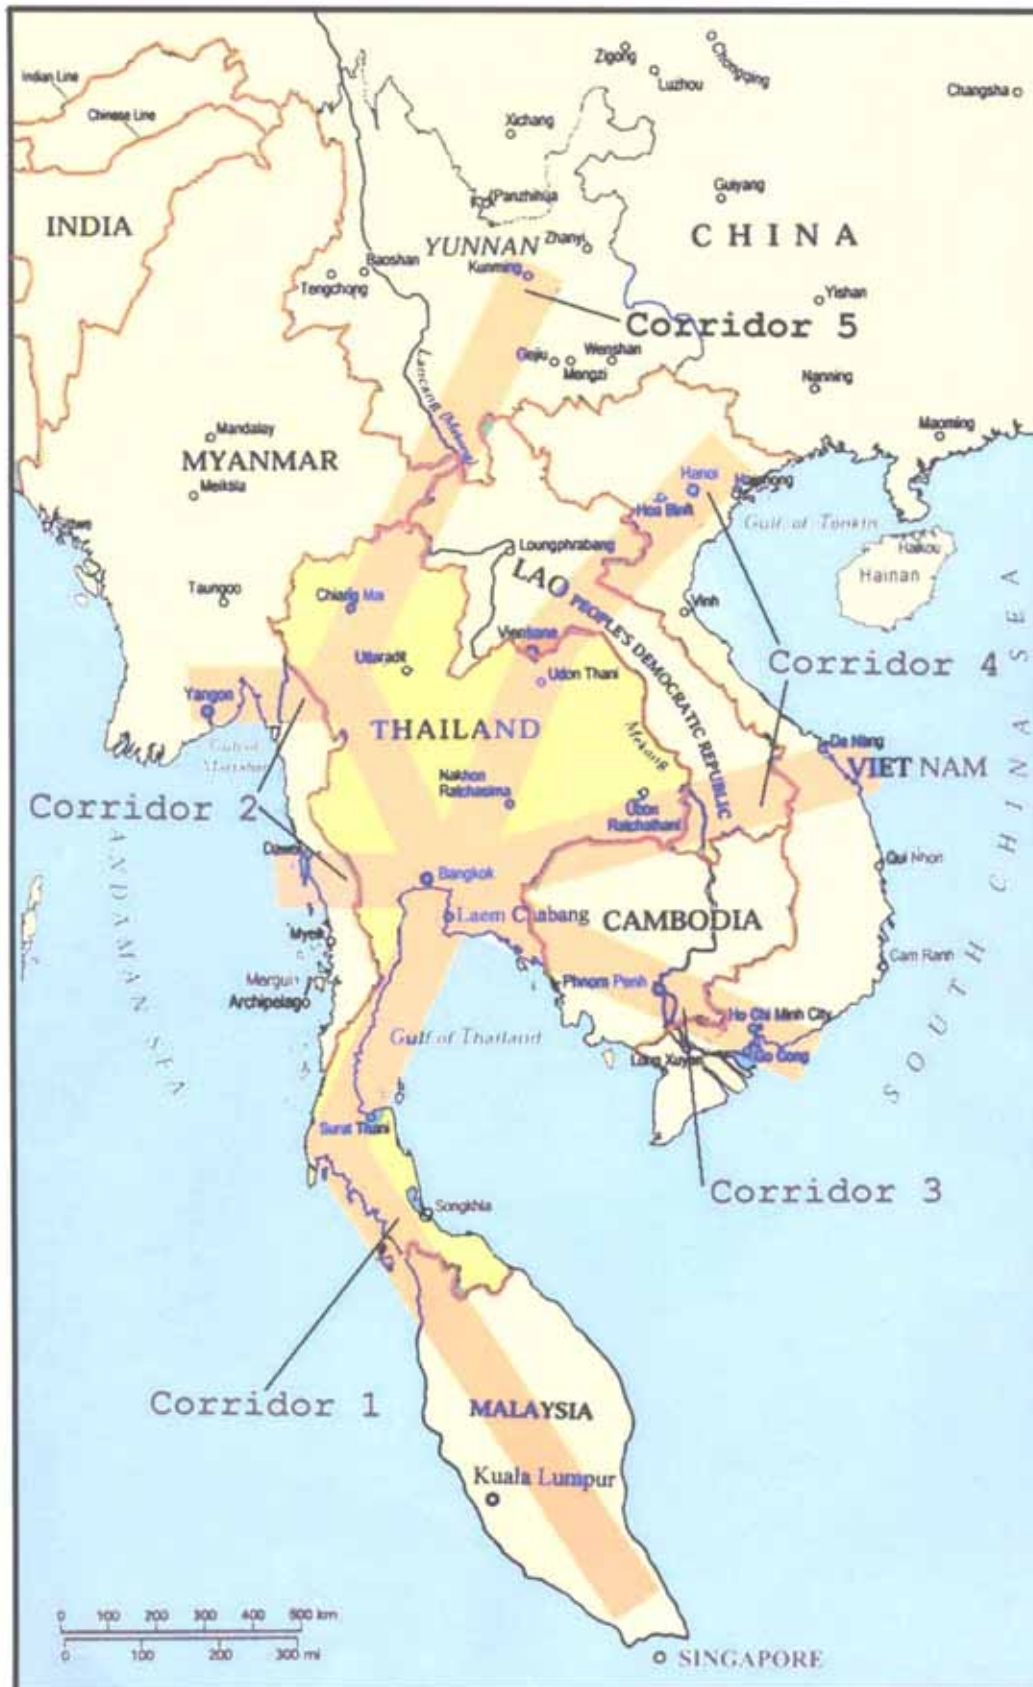 Zigong
Luzhou
Chongqing
Changsha
Indian Line
Chinese Line
Xichang
Panzhihua
Guiyang
INDIA
YUNNAN
Zhanyi
CHINA
Baoshan
Tengchong
Kunming
Yishan
Corridor 5
Gejiu
Wenshan
Mengzi
Nanning
Lancang (Mekong)
Mandalay
Maoming
MYANMAR
Meiktila
Hanoi
Haiphong
Hoa Binh
Gulf of Tonkin
Haikou
Hainan
Loungphrabang
LAO PEOPLE'S DEMOCRATIC REPUBLIC
Taungoo
Chiang Mai
Vinh
Vientiane
Uttaradit
Udon Thani
Corridor 4
Yangon
THAILAND
Mekong
Da Nang
VIET NAM
Gulf of
Martaban
Nakhon
Ratchasima
Ubon
Ratchathani
Corridor 2
Dawei
Bangkok
Qui Nhon
Laem Chabang
CAMBODIA
Myeik
Mergui
Archipelago
Phnom Penh
Cam Ranh
ANDAMAN SEA
SOUTH CHINA SEA
Gulf of Thailand
Ho Chi Minh City
Go Cong
Long Xuyen
Surat Thani
Corridor 3
Songkhla
Corridor 1
MALAYSIA
Kuala Lumpur
0 100 200 300 400 500 km
0 100 200 300 mi
SINGAPORE